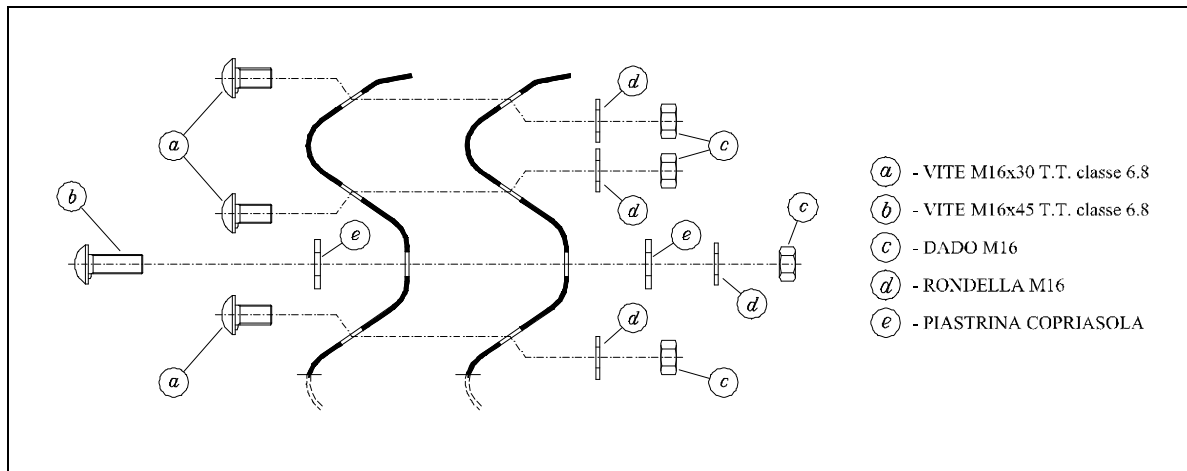 d
a
c
b
d
c
e
e
d
a
d
c
a - VITE M16x30 T.T. classe 6.8
b - VITE M16x45 T.T. classe 6.8
c - DADO M16
d - RONDELLA M16
e - PIASTRINA COPRIASOLA